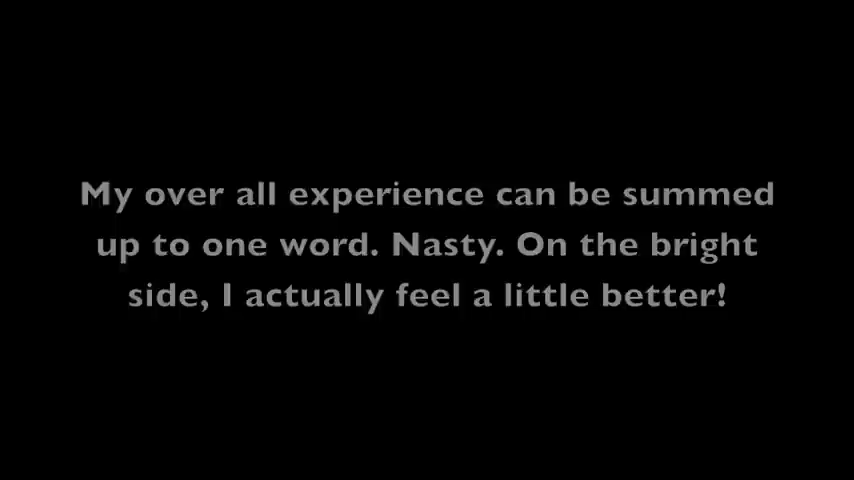 My over all experience can be summed
up to one word. Nasty. On the bright
side, I actually feel a little better!